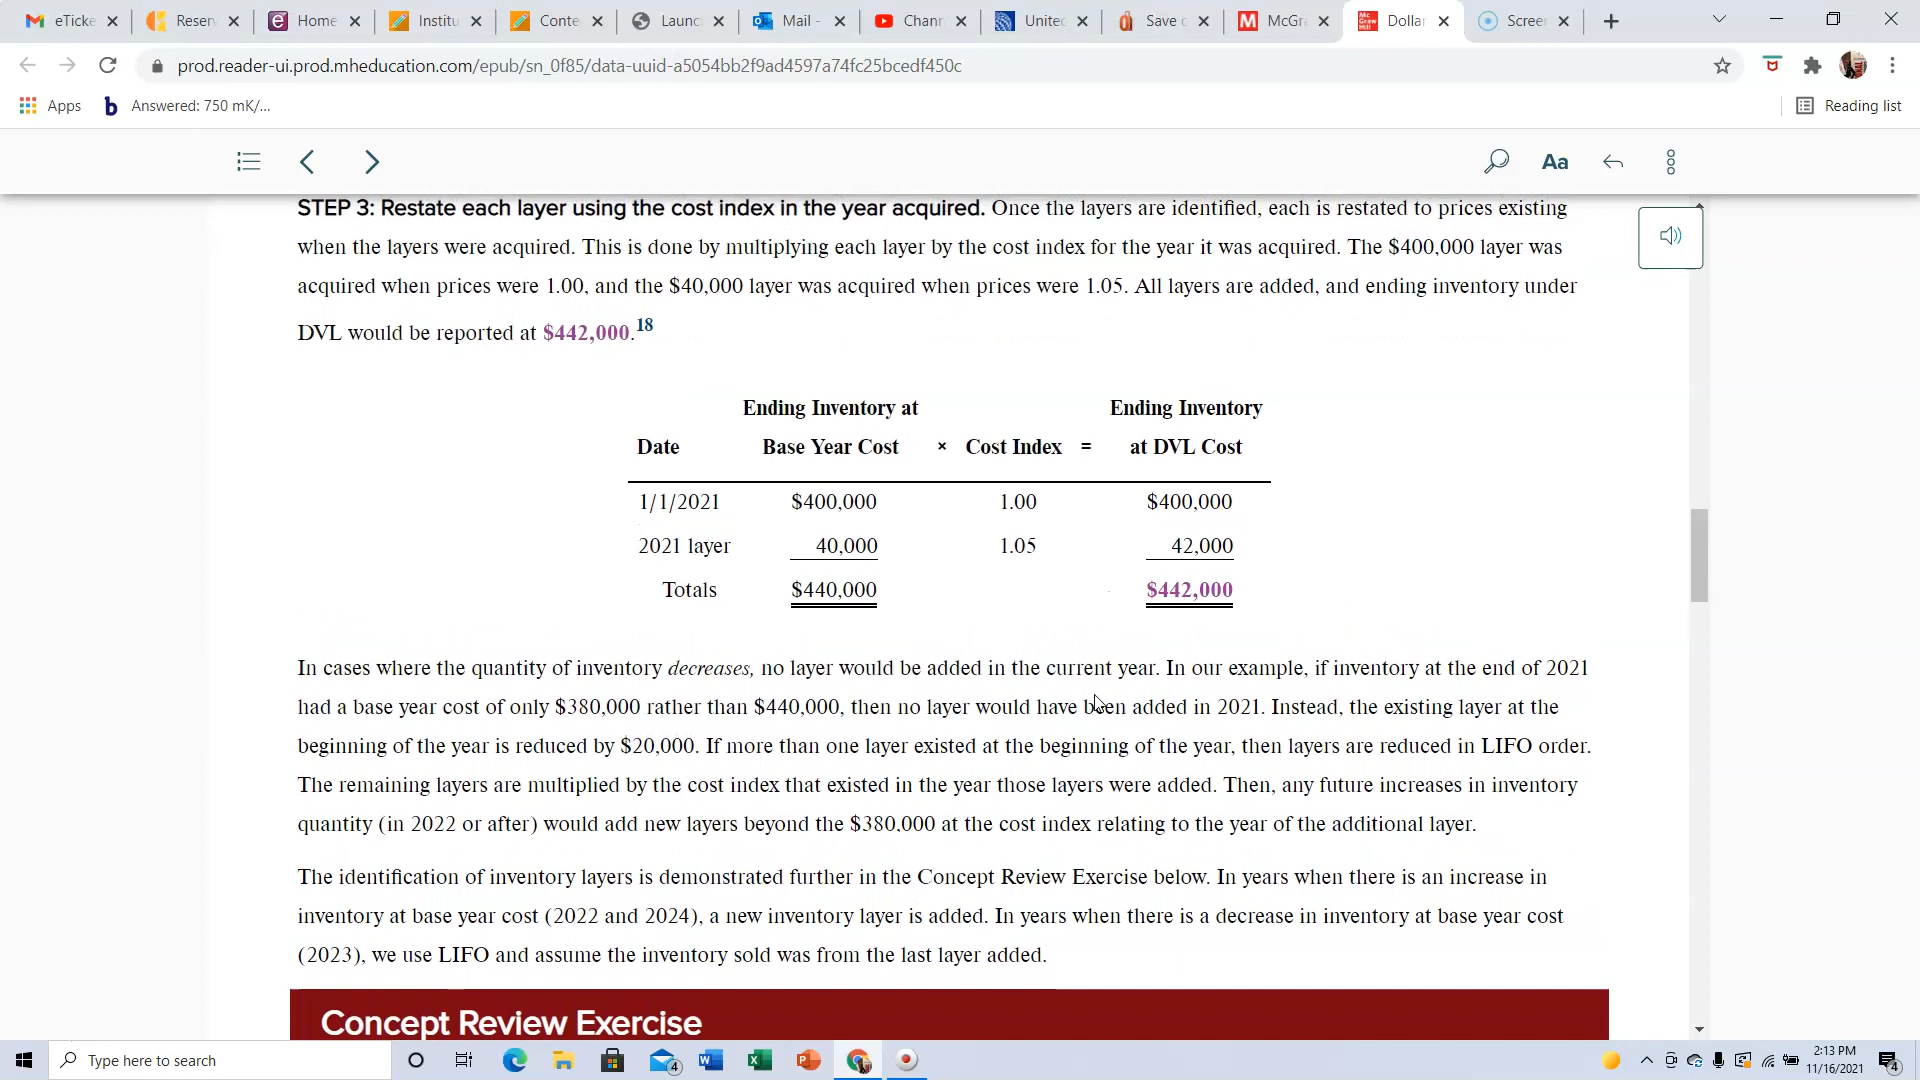 eTicke
Reser
Home
Institu
Conte
Launc
Mail -
Chann
Unitec
Save c
McGra
Dollar
Screen
prod.reader-ui.prod.mheducation.com/epub/sn_0f85/data-uuid-a5054bb2f9ad4597a74fc25bcedf450c
Apps
Answered: 750 mK/...
Reading list
Aa
STEP 3: Restate each layer using the cost index in the year acquired. Once the layers are identified, each is restated to prices existing
when the layers were acquired. This is done by multiplying each layer by the cost index for the year it was acquired. The $400,000 layer was
acquired when prices were 1.00, and the $40,000 layer was acquired when prices were 1.05. All layers are added, and ending inventory under
DVL would be reported at $442,000.18
Ending Inventory at Ending Inventory
Date Base Year Cost × Cost Index = at DVL Cost
1/1/2021 $400,000 1.00 $400,000
2021 layer 40,000 1.05 42,000
Totals $440,000 $442,000
In cases where the quantity of inventory decreases, no layer would be added in the current year. In our example, if inventory at the end of 2021
had a base year cost of only $380,000 rather than $440,000, then no layer would have been added in 2021. Instead, the existing layer at the
beginning of the year is reduced by $20,000. If more than one layer existed at the beginning of the year, then layers are reduced in LIFO order.
The remaining layers are multiplied by the cost index that existed in the year those layers were added. Then, any future increases in inventory
quantity (in 2022 or after) would add new layers beyond the $380,000 at the cost index relating to the year of the additional layer.
The identification of inventory layers is demonstrated further in the Concept Review Exercise below. In years when there is an increase in
inventory at base year cost (2022 and 2024), a new inventory layer is added. In years when there is a decrease in inventory at base year cost
(2023), we use LIFO and assume the inventory sold was from the last layer added.
Concept Review Exercise
Type here to search
4
2:13 PM
11/16/2021
4